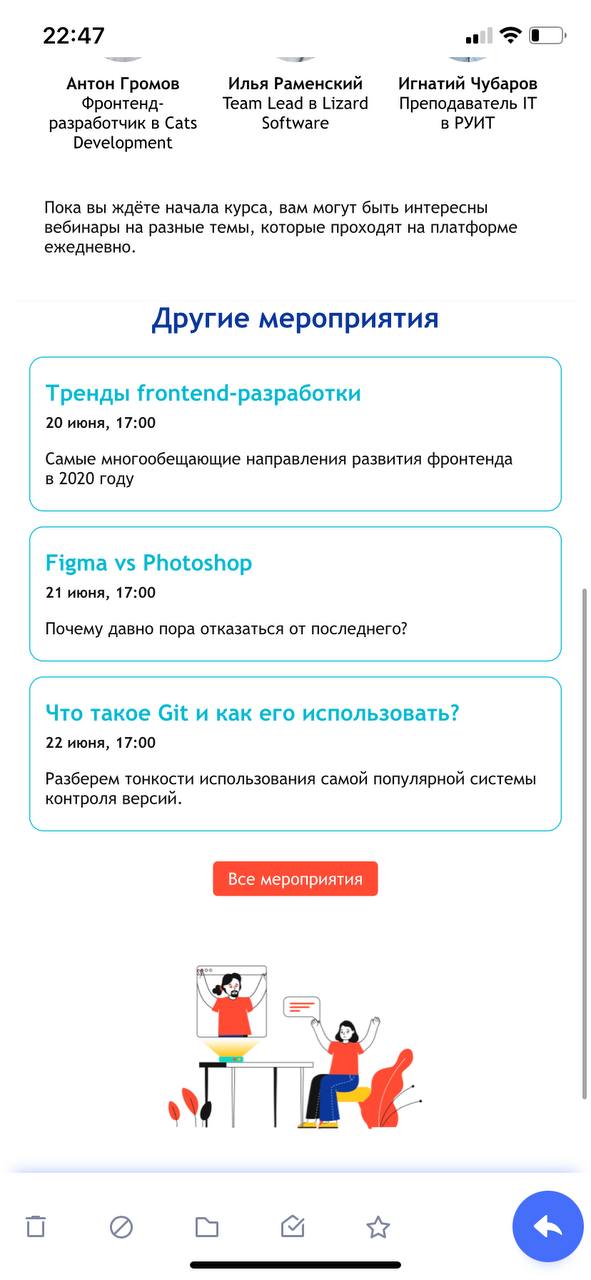 22:47
Антон Громов
Фронтенд-
разработчик в Cats
Development
Илья Раменский
Team Lead в Lizard
Software
Игнатий Чубаров
Преподаватель IT
в РУИТ
Пока вы ждёте начала курса, вам могут быть интересны
вебинары на разные темы, которые проходят на платформе
ежедневно.
Другие мероприятия
Тренды frontend-разработки
20 июня, 17:00
Самые многообещающие направления развития фронтенда
в 2020 году
Figma vs Photoshop
21 июня, 17:00
Почему давно пора отказаться от последнего?
Что такое Git и как его использовать?
22 июня, 17:00
Разберем тонкости использования самой популярной системы
контроля версий.
Все мероприятия